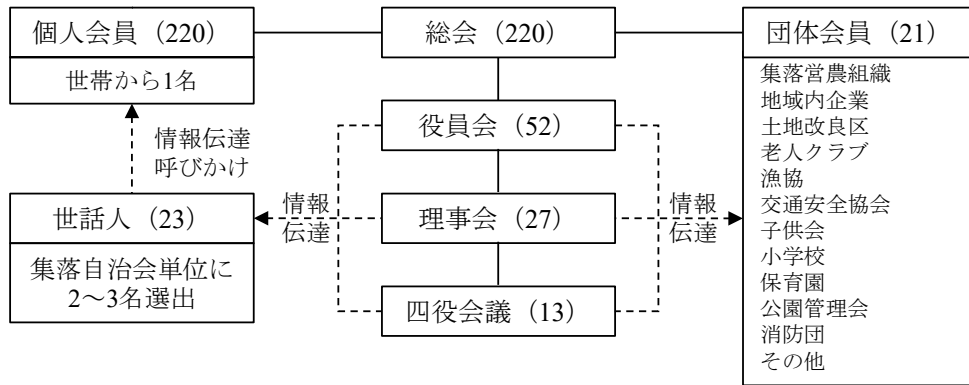 個人会員（220）
世帯から1名
情報伝達
呼びかけ
世話人（23）
集落自治会単位に
2～3名選出
総会（220）
役員会（52）
理事会（27）
四役会議（13）
情報
伝達
情報
伝達
団体会員（21）
集落営農組織
地域内企業
土地改良区
老人クラブ
漁協
交通安全協会
子供会
小学校
保育園
公園管理会
消防団
その他